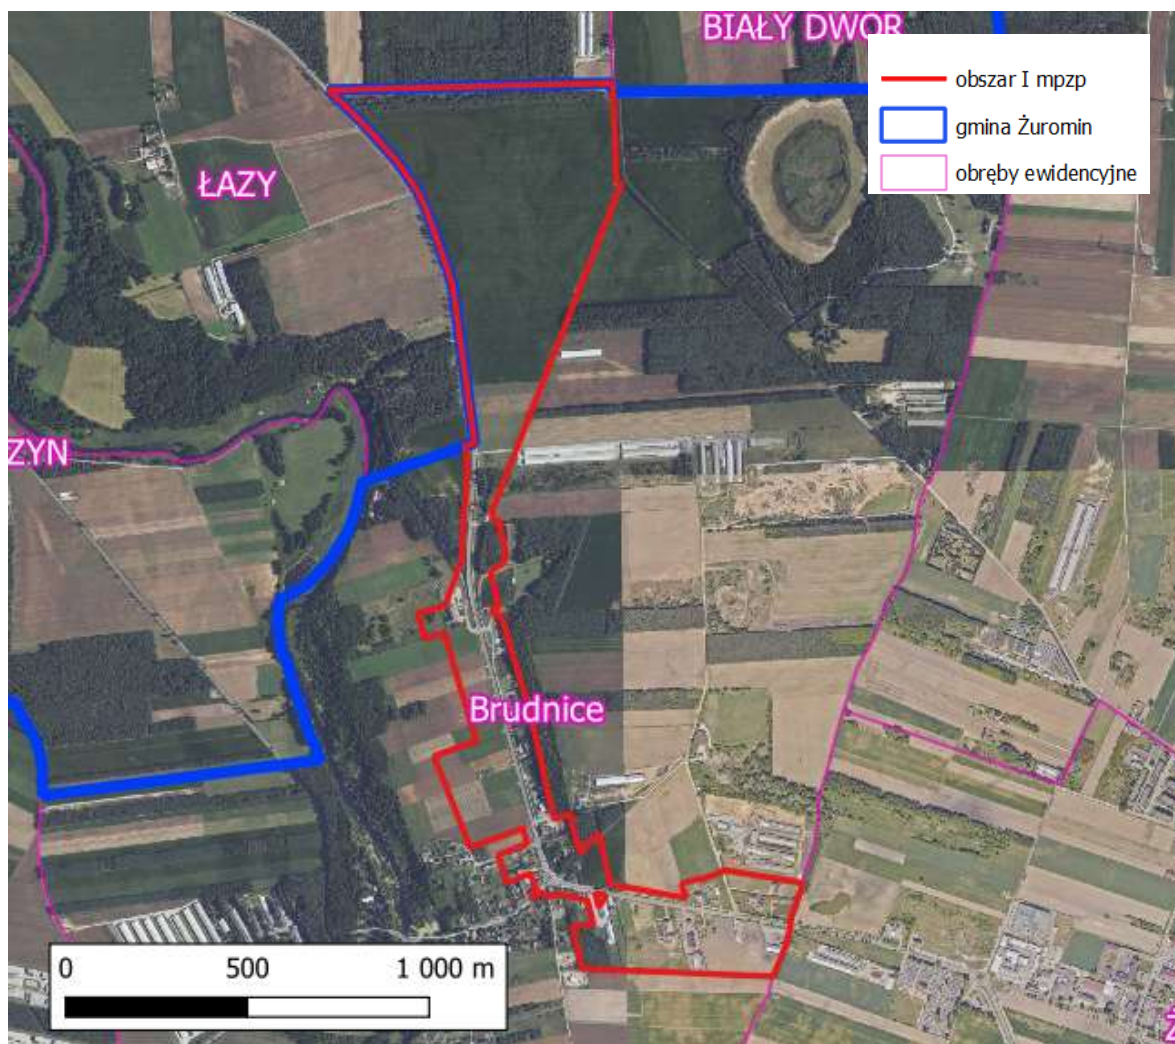 BIAŁY DWÓR
obszar I mpzp
gmina Żuromin
obręby ewidencyjne
ŁAZY
ZYN
Brudnice
0 500 1 000 m
Ż